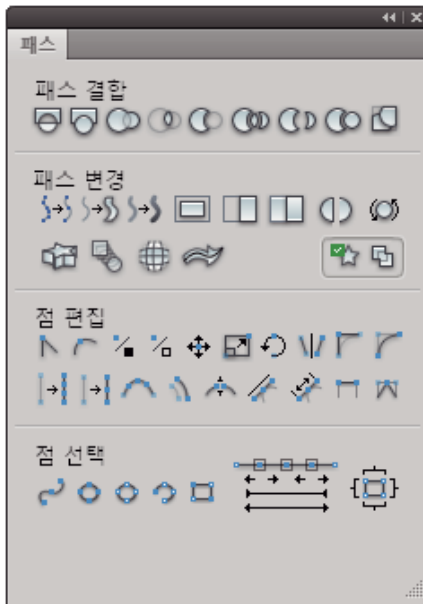 패스
패스 결합
패스 변경
점 편집
점 선택